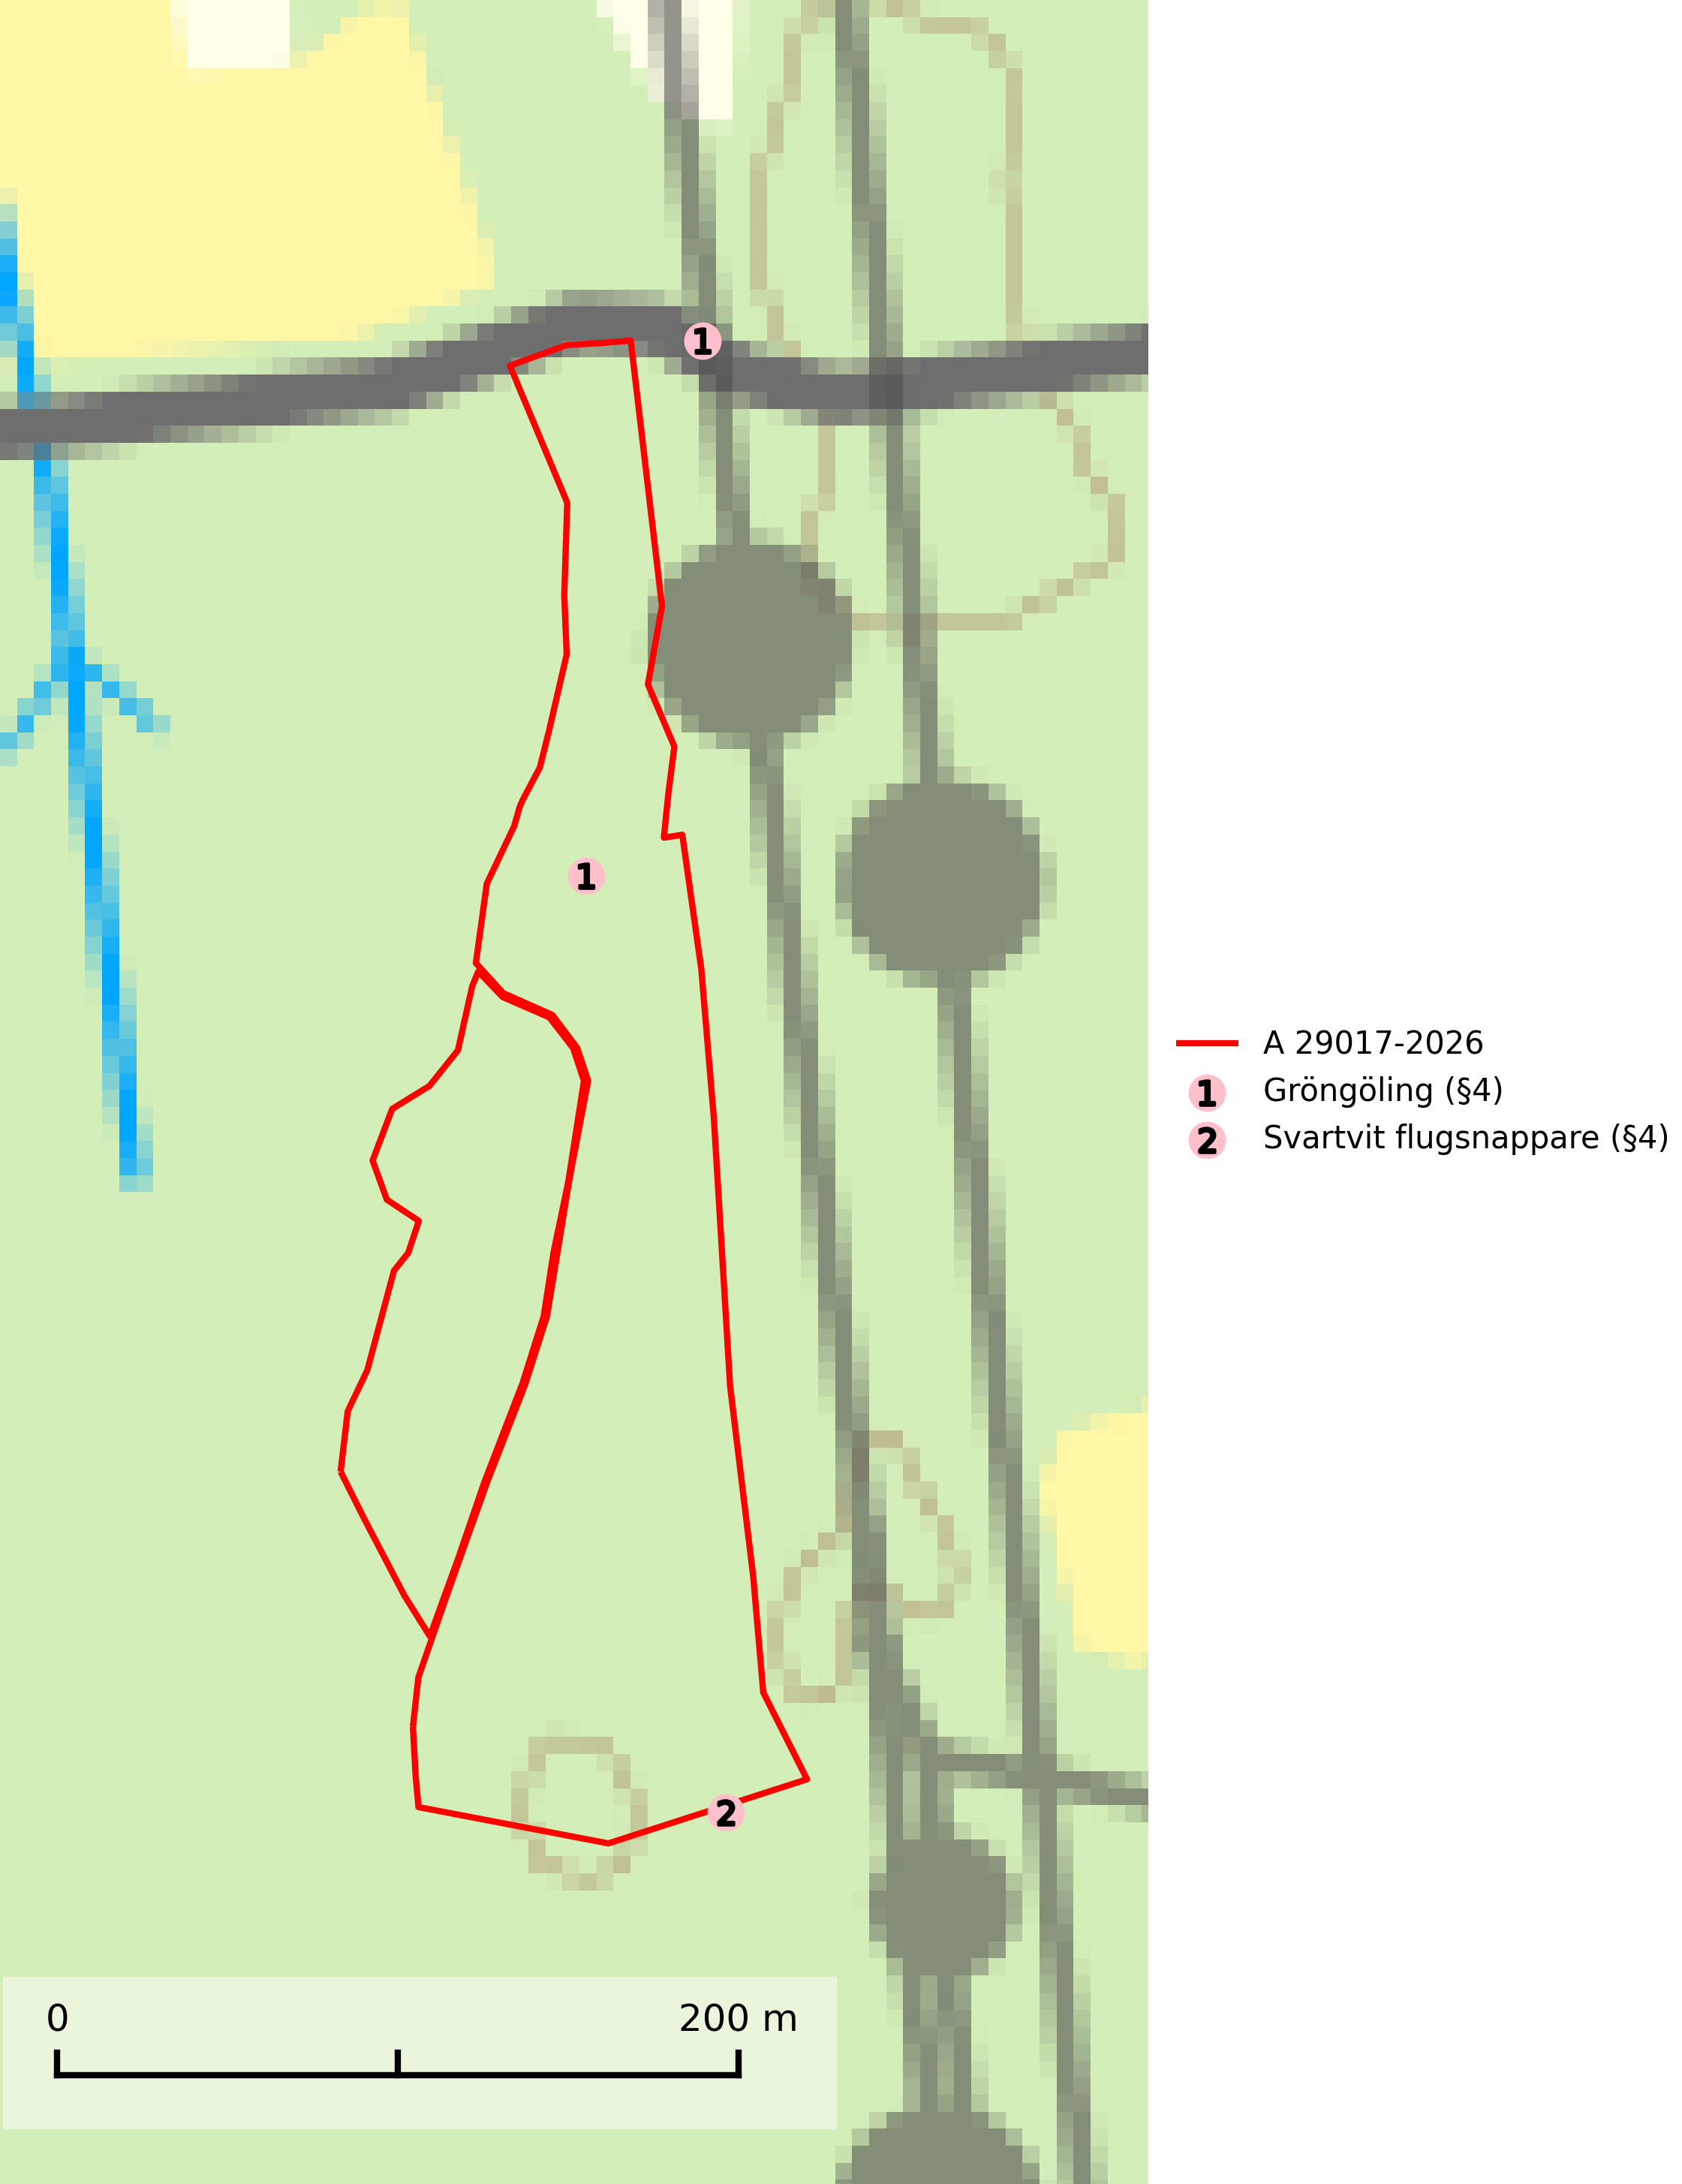 1
1
A 29017-2026
1 Gröngöling (§4)
2 Svartvit flugsnappare (§4)
2
0 200 m